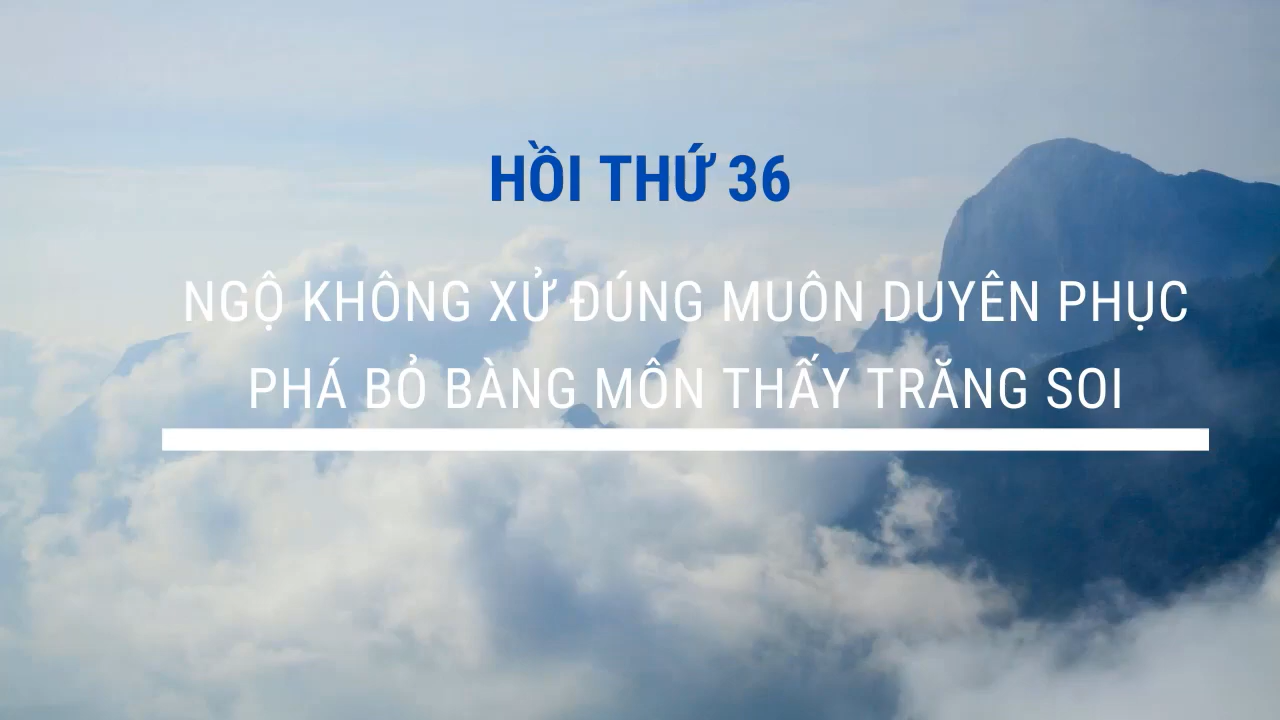 HỒI THỨ 36
NGỘ KHÔNG XỬ ĐÚNG MUÔN DUYÊN PHỤC
PHÁ BỎ BÀNG MÔN THẤY TRĂNG SOI